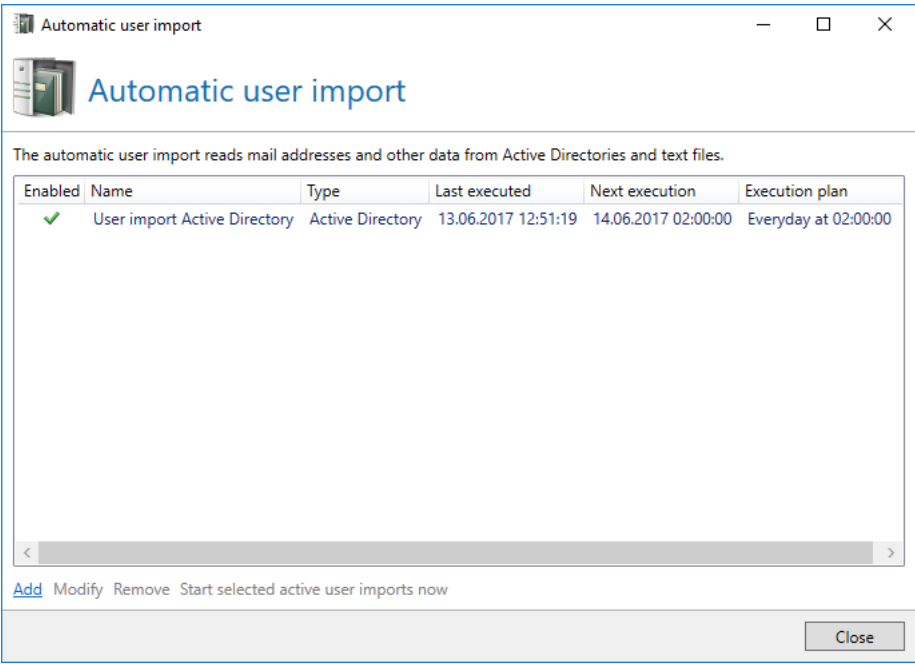 Automatic user import
Automatic user import
The automatic user import reads mail addresses and other data from Active Directories and text files.
Enabled Name Type Last executed Next execution Execution plan
User import Active Directory Active Directory 13.06.2017 12:51:19 14.06.2017 02:00:00 Everyday at 02:00:00
Add Modify Remove Start selected active user imports now
Close